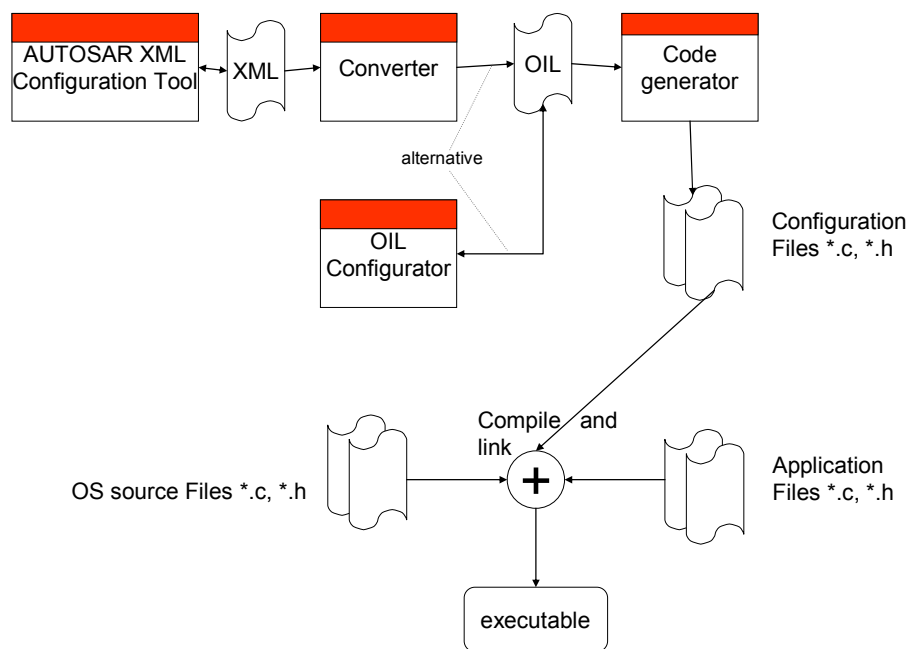 AUTOSAR XML
Configuration Tool
XML
Converter
OIL
Code
generator
alternative
OIL
Configurator
Configuration
Files *.c, *.h
Compile and
link
OS source Files *.c, *.h
+
Application
Files *.c, *.h
executable